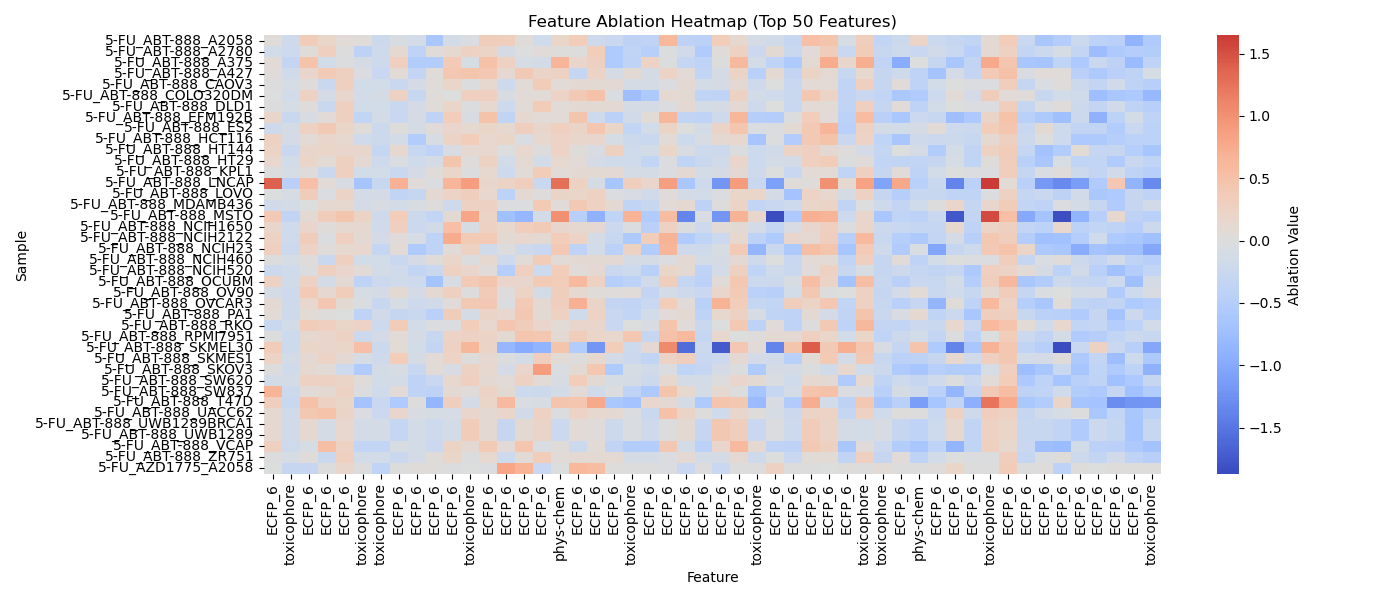 Feature Ablation Heatmap (Top 50 Features)
Sample
5-FU_ABT-888_A2058
5-FU_ABT-888_A2780
5-FU_ABT-888_A375
5-FU_ABT-888_A427
5-FU_ABT-888_CAOV3
5-FU_ABT-888_COLO320DM
5-FU_ABT-888_DLD1
5-FU_ABT-888_EFM192B
5-FU_ABT-888_ES2
5-FU_ABT-888_HCT116
5-FU_ABT-888_HT144
5-FU_ABT-888_HT29
5-FU_ABT-888_KPL1
5-FU_ABT-888_LNCAP
5-FU_ABT-888_LOVO
5-FU_ABT-888_MDAMB436
5-FU_ABT-888_MSTO
5-FU_ABT-888_NCIH1650
5-FU_ABT-888_NCIH2122
5-FU_ABT-888_NCIH23
5-FU_ABT-888_NCIH460
5-FU_ABT-888_NCIH520
5-FU_ABT-888_OCUBM
5-FU_ABT-888_OV90
5-FU_ABT-888_OVCAR3
5-FU_ABT-888_PA1
5-FU_ABT-888_RKO
5-FU_ABT-888_RPMI7951
5-FU_ABT-888_SKMEL30
5-FU_ABT-888_SKMES1
5-FU_ABT-888_SKOV3
5-FU_ABT-888_SW620
5-FU_ABT-888_SW837
5-FU_ABT-888_T47D
5-FU_ABT-888_UACC62
5-FU_ABT-888_UWB1289BRCA1
5-FU_ABT-888_UWB1289
5-FU_ABT-888_VCAP
5-FU_ABT-888_ZR751
5-FU_AZD1775_A2058
ECFP_6
toxicophore
ECFP_6
ECFP_6
ECFP_6
toxicophore
toxicophore
ECFP_6
ECFP_6
ECFP_6
ECFP_6
toxicophore
ECFP_6
ECFP_6
ECFP_6
ECFP_6
phys-chem
ECFP_6
ECFP_6
ECFP_6
toxicophore
ECFP_6
ECFP_6
ECFP_6
ECFP_6
ECFP_6
ECFP_6
toxicophore
ECFP_6
ECFP_6
ECFP_6
ECFP_6
ECFP_6
toxicophore
toxicophore
ECFP_6
phys-chem
ECFP_6
ECFP_6
ECFP_6
toxicophore
ECFP_6
ECFP_6
ECFP_6
ECFP_6
ECFP_6
ECFP_6
ECFP_6
ECFP_6
toxicophore
Feature
1.5
1.0
0.5
0.0
−0.5
−1.0
−1.5
Ablation Value